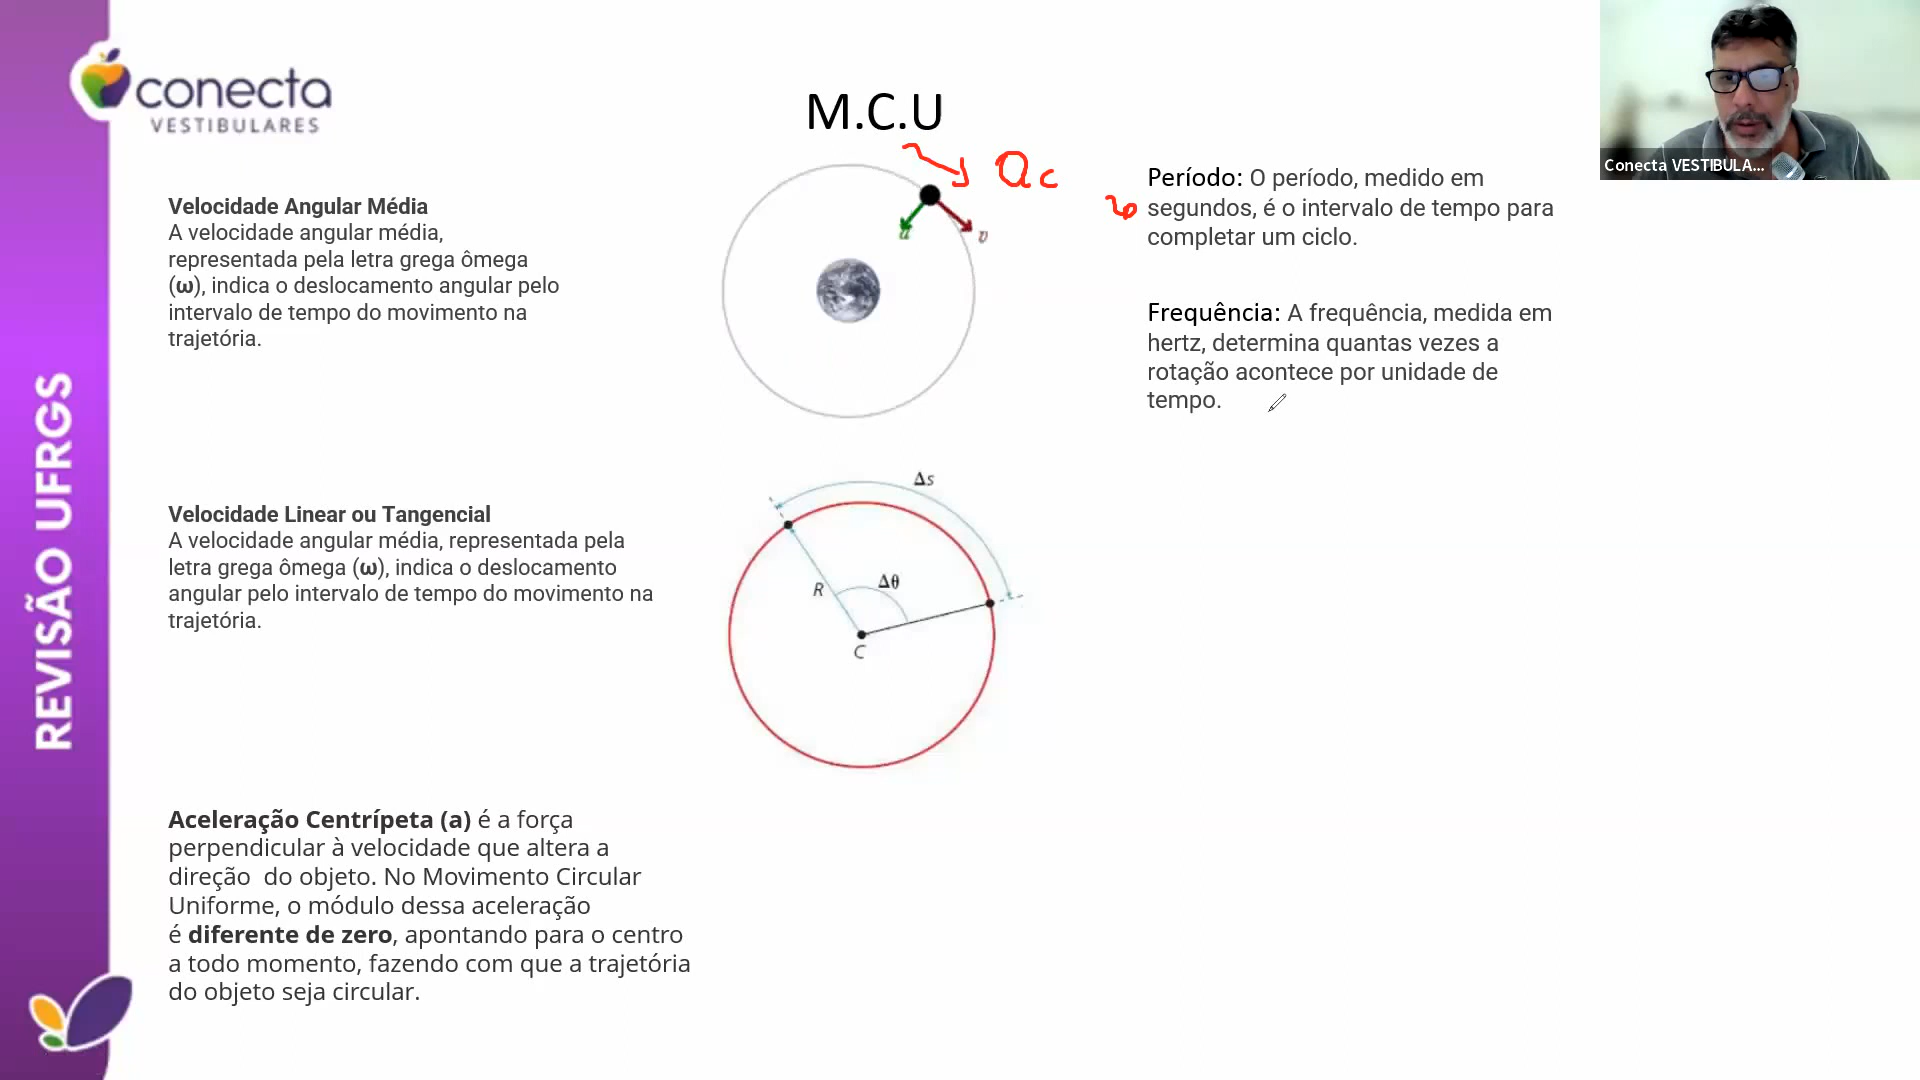 conecta
VESTIBULARES
REVISÃO UFRGS
M.C.U
ac
a
v
Velocidade Angular Média
A velocidade angular média,
representada pela letra grega ômega
(ω), indica o deslocamento angular pelo
intervalo de tempo do movimento na
trajetória.
Velocidade Linear ou Tangencial
A velocidade angular média, representada pela
letra grega ômega (ω), indica o deslocamento
angular pelo intervalo de tempo do movimento na
trajetória.
Δs
R
Δθ
C
Aceleração Centrípeta (a) é a força
perpendicular à velocidade que altera a
direção  do objeto. No Movimento Circular
Uniforme, o módulo dessa aceleração
é diferente de zero, apontando para o centro
a todo momento, fazendo com que a trajetória
do objeto seja circular.
Período: O período, medido em
segundos, é o intervalo de tempo para
completar um ciclo.
Frequência: A frequência, medida em
hertz, determina quantas vezes a
rotação acontece por unidade de
tempo.
Conecta VESTIBULA...